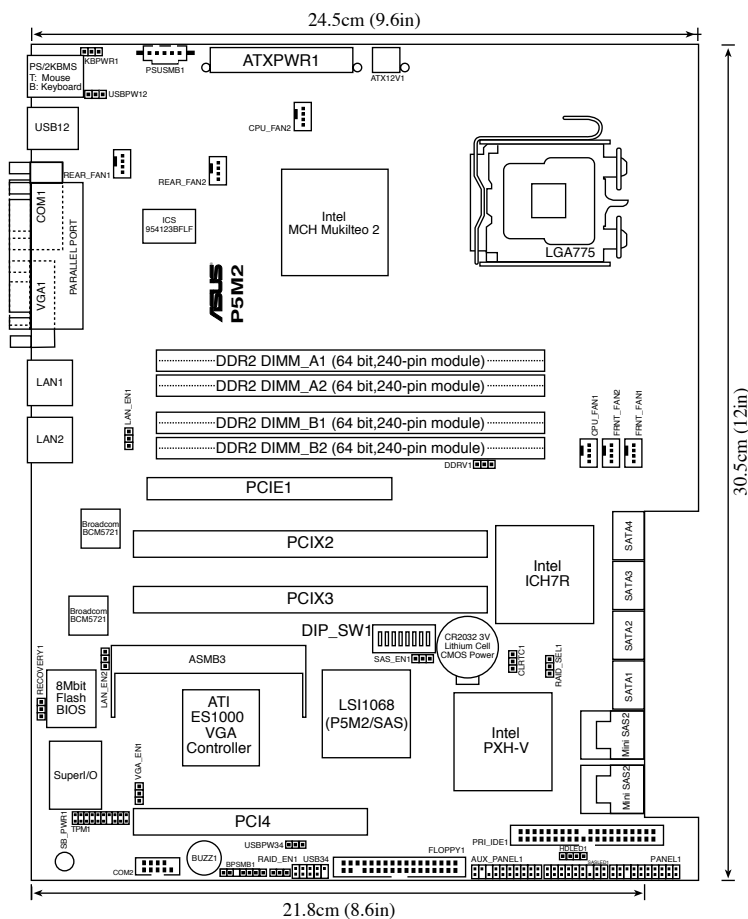 24.5cm (9.6in)
PS/2KBMS
T: Mouse
B: Keyboard
KBPWR1
PSUSMB1
ATXPWR1
ATX12V1
USBPW12
USB12
CPU_FAN2
REAR_FAN1
REAR_FAN2
COM1
PARALLEL PORT
VGA1
ICS
954123BFLF
Intel
MCH Mukilteo 2
LGA775
ASUS
P5M2
LAN1
LAN2
LAN_EN1
DDR2 DIMM_A1 (64 bit,240-pin module)
DDR2 DIMM_A2 (64 bit,240-pin module)
DDR2 DIMM_B1 (64 bit,240-pin module)
DDR2 DIMM_B2 (64 bit,240-pin module)
DDRV1
CPU_FAN1
FRNT_FAN2
FRNT_FAN1
30.5cm (12in)
PCIE1
Broadcom
BCM5721
PCIX2
Intel
ICH7R
SATA4
SATA3
SATA2
SATA1
PCIX3
Broadcom
BCM5721
DIP_SW1
SAS_EN1
CR2032 3V
Lithium Cell
CMOS Power
CLRTC1
RAID_SEL1
RECOVERY1
LAN_EN2
ASMB3
8Mbit
Flash
BIOS
ATI
ES1000
VGA
Controller
LSI1068
(P5M2/SAS)
Intel
PXH-V
Mini SAS2
Mini SAS2
SuperI/O
VGA_EN1
SB_PWR1
TPM1
PCI4
PRI_IDE1
HDLED1
SASLED1
USBPW34
COM2
BUZZ1
BPSMB1
RAID_EN1
USB34
FLOPPY1
AUX_PANEL1
PANEL1
21.8cm (8.6in)